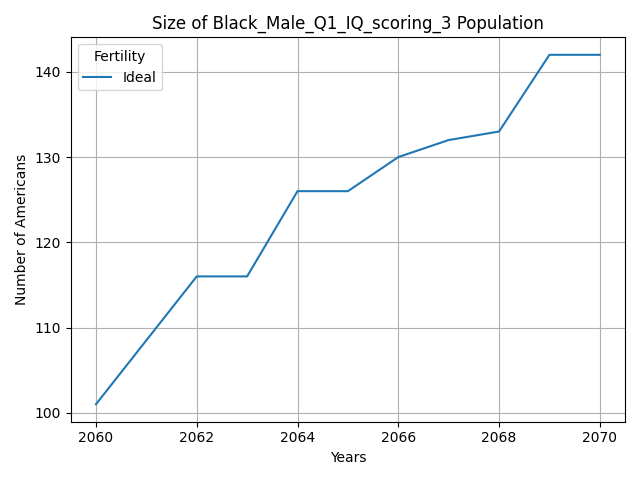 Size of Black_Male_Q1_IQ_scoring_3 Population
Fertility
Ideal
Number of Americans
140
130
120
110
100
2060
2062
2064
2066
2068
2070
Years